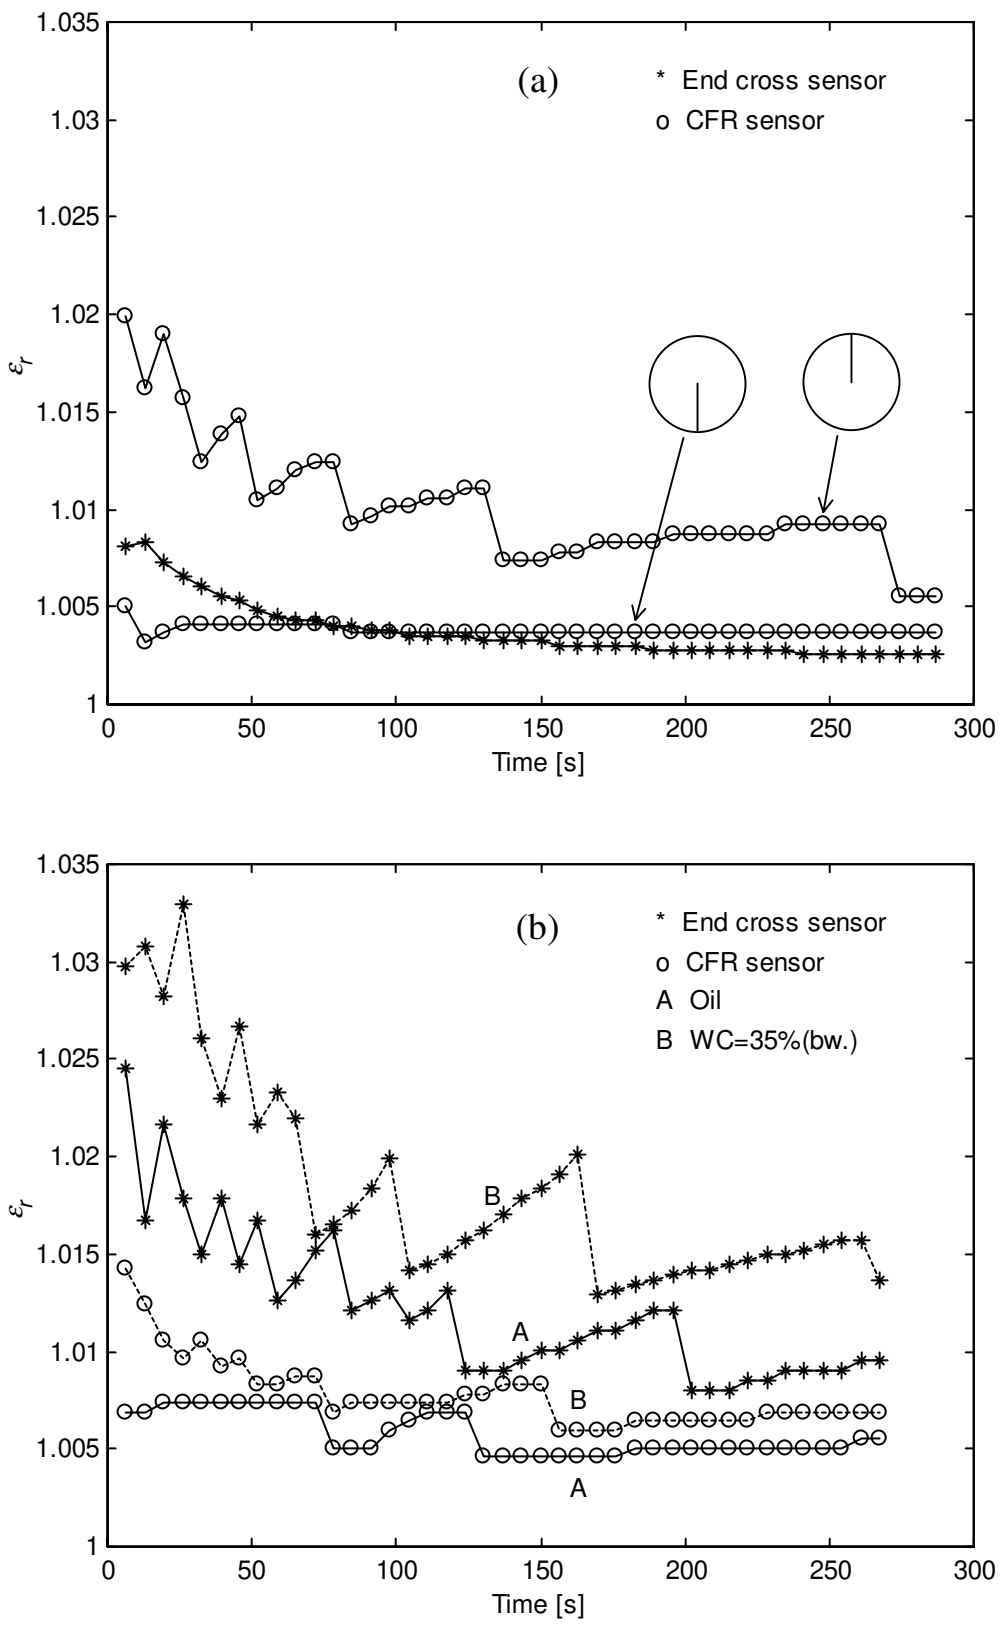 1.035
(a)
* End cross sensor
o CFR sensor
1.03
1.025
1.02
εr
1.015
1.01
1.005
1
0 50 100 150 200 250 300
Time [s]
1.035
(b)
* End cross sensor
o CFR sensor
A Oil
B WC=35%(bw.)
1.03
1.025
1.02
εr
B
1.015
A
1.01
B
1.005
A
1
0 50 100 150 200 250 300
Time [s]